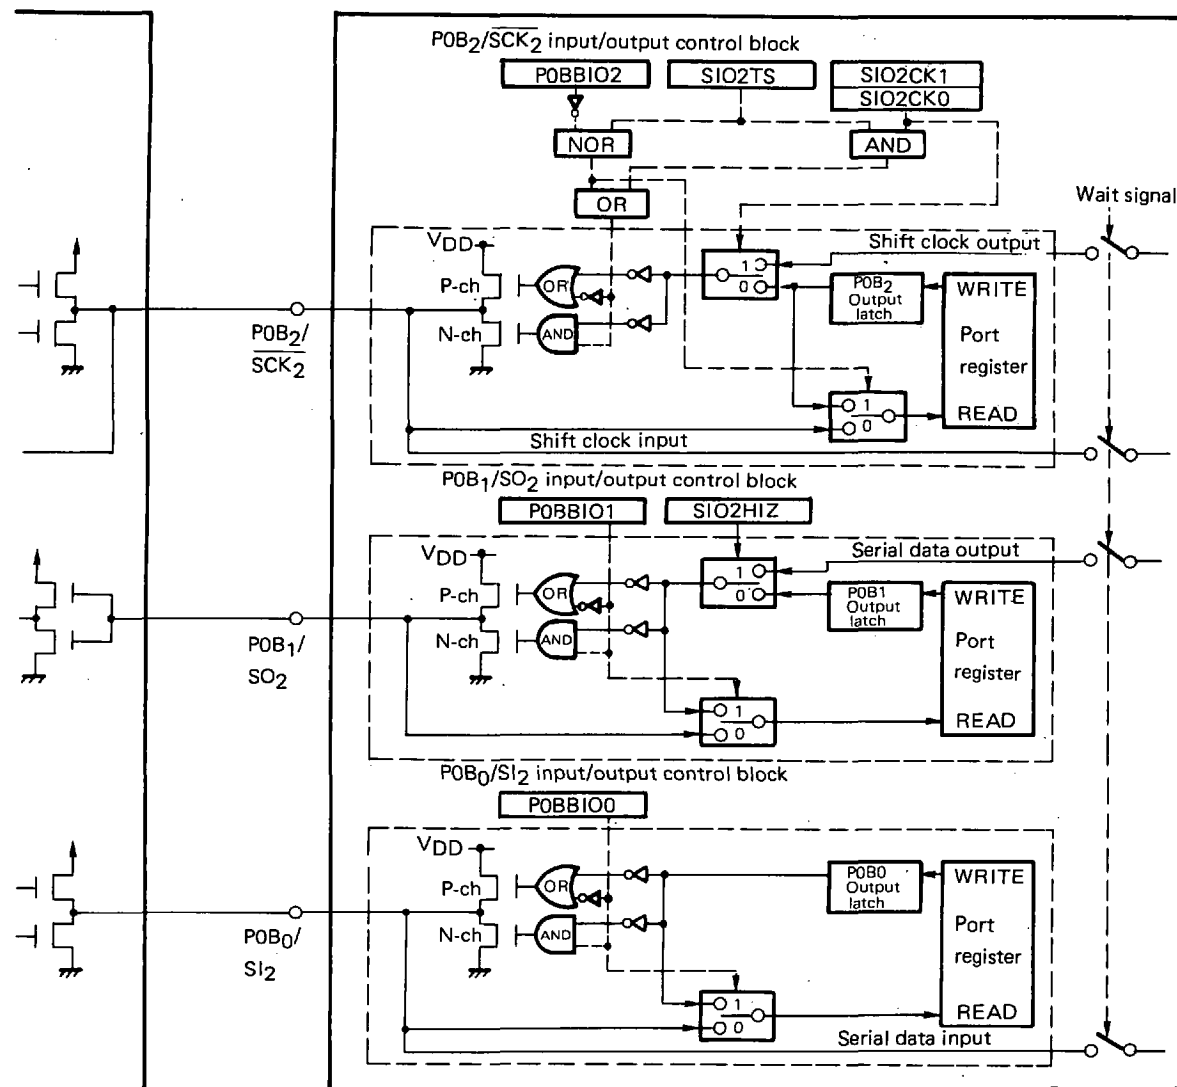 P0B2/SCK2 input/output control block
P0BBIO2
SIO2TS
SIO2CK1
SIO2CK0
NOR
AND
OR
Wait signal
VDD
Shift clock output
P-ch
OR
1
0
P0B2
Output
latch
WRITE
Port
register
READ
N-ch
AND
P0B2/
SCK2
1
0
Shift clock input
P0B1/SO2 input/output control block
P0BBIO1
SIO2HIZ
VDD
Serial data output
P-ch
OR
1
0
P0B1
Output
latch
WRITE
Port
register
READ
N-ch
AND
P0B1/
SO2
1
0
P0B0/SI2 input/output control block
P0BBIO0
VDD
P-ch
OR
P0B0
Output
latch
WRITE
Port
register
READ
N-ch
AND
P0B0/
SI2
1
0
Serial data input